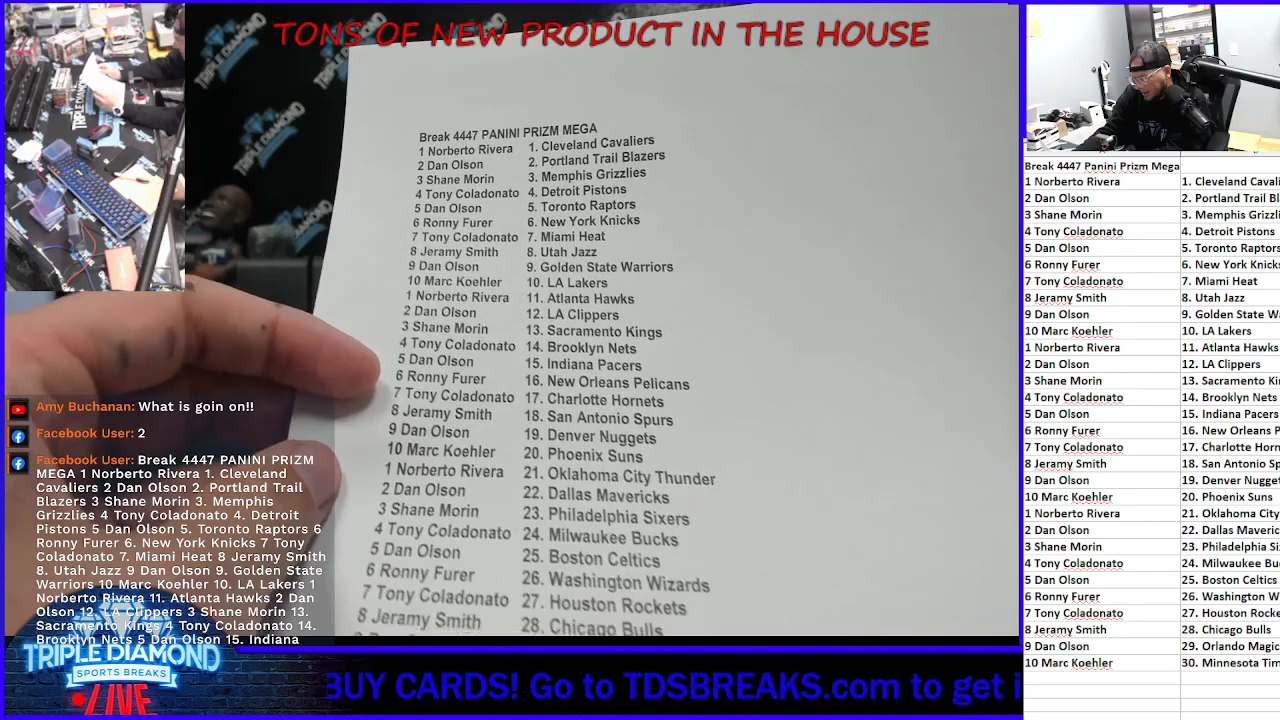 TONS OF NEW PRODUCT IN THE HOUSE
TRIPLE DIAMOND
Break 4447 PANINI PRIZM MEGA
1 Norberto Rivera 1. Cleveland Cavaliers
2 Dan Olson 2. Portland Trail Blazers
3 Shane Morin 3. Memphis Grizzlies
4 Tony Coladonato 4. Detroit Pistons
5 Dan Olson 5. Toronto Raptors
6 Ronny Furer 6. New York Knicks
7 Tony Coladonato 7. Miami Heat
8 Jeramy Smith 8. Utah Jazz
9 Dan Olson 9. Golden State Warriors
10 Marc Koehler 10. LA Lakers
1 Norberto Rivera 11. Atlanta Hawks
2 Dan Olson 12. LA Clippers
3 Shane Morin 13. Sacramento Kings
4 Tony Coladonato 14. Brooklyn Nets
5 Dan Olson 15. Indiana Pacers
6 Ronny Furer 16. New Orleans Pelicans
7 Tony Coladonato 17. Charlotte Hornets
8 Jeramy Smith 18. San Antonio Spurs
9 Dan Olson 19. Denver Nuggets
10 Marc Koehler 20. Phoenix Suns
1 Norberto Rivera 21. Oklahoma City Thunder
2 Dan Olson 22. Dallas Mavericks
3 Shane Morin 23. Philadelphia Sixers
4 Tony Coladonato 24. Milwaukee Bucks
5 Dan Olson 25. Boston Celtics
6 Ronny Furer 26. Washington Wizards
7 Tony Coladonato 27. Houston Rockets
8 Jeramy Smith 28. Chicago Bulls
Break 4447 Panini Prizm Mega
1 Norberto Rivera 1. Cleveland Cavali
2 Dan Olson 2. Portland Trail Bl
3 Shane Morin 3. Memphis Grizzl
4 Tony Coladonato 4. Detroit Pistons
5 Dan Olson 5. Toronto Raptors
6 Ronny Furer 6. New York Knicks
7 Tony Coladonato 7. Miami Heat
8 Jeramy Smith 8. Utah Jazz
9 Dan Olson 9. Golden State Wa
10 Marc Koehler 10. LA Lakers
1 Norberto Rivera 11. Atlanta Hawks
2 Dan Olson 12. LA Clippers
3 Shane Morin 13. Sacramento Kin
4 Tony Coladonato 14. Brooklyn Nets
5 Dan Olson 15. Indiana Pacers
6 Ronny Furer 16. New Orleans P
7 Tony Coladonato 17. Charlotte Horn
8 Jeramy Smith 18. San Antonio Sp
9 Dan Olson 19. Denver Nugget
10 Marc Koehler 20. Phoenix Suns
1 Norberto Rivera 21. Oklahoma City
2 Dan Olson 22. Dallas Maveric
3 Shane Morin 23. Philadelphia Si
4 Tony Coladonato 24. Milwaukee Bu
5 Dan Olson 25. Boston Celtics
6 Ronny Furer 26. Washington W
7 Tony Coladonato 27. Houston Rocke
8 Jeramy Smith 28. Chicago Bulls
9 Dan Olson 29. Orlando Magic
10 Marc Koehler 30. Minnesota Tim
Amy Buchanan: What is goin on!!
Facebook User: 2
Facebook User: Break 4447 PANINI PRIZM
MEGA 1 Norberto Rivera 1. Cleveland
Cavaliers 2 Dan Olson 2. Portland Trail
Blazers 3 Shane Morin 3. Memphis
Grizzlies 4 Tony Coladonato 4. Detroit
Pistons 5 Dan Olson 5. Toronto Raptors 6
Ronny Furer 6. New York Knicks 7 Tony
Coladonato 7. Miami Heat 8 Jeramy Smith
8. Utah Jazz 9 Dan Olson 9. Golden State
Warriors 10 Marc Koehler 10. LA Lakers 1
Norberto Rivera 11. Atlanta Hawks 2 Dan
Olson 12. LA Clippers 3 Shane Morin 13.
Sacramento Kings 4 Tony Coladonato 14.
Brooklyn Nets 5 Dan Olson 15. Indiana
TRIPLE DIAMOND
SPORTS BREAKS
LIVE
BUY CARDS! Go to TDSBREAKS.com to get i